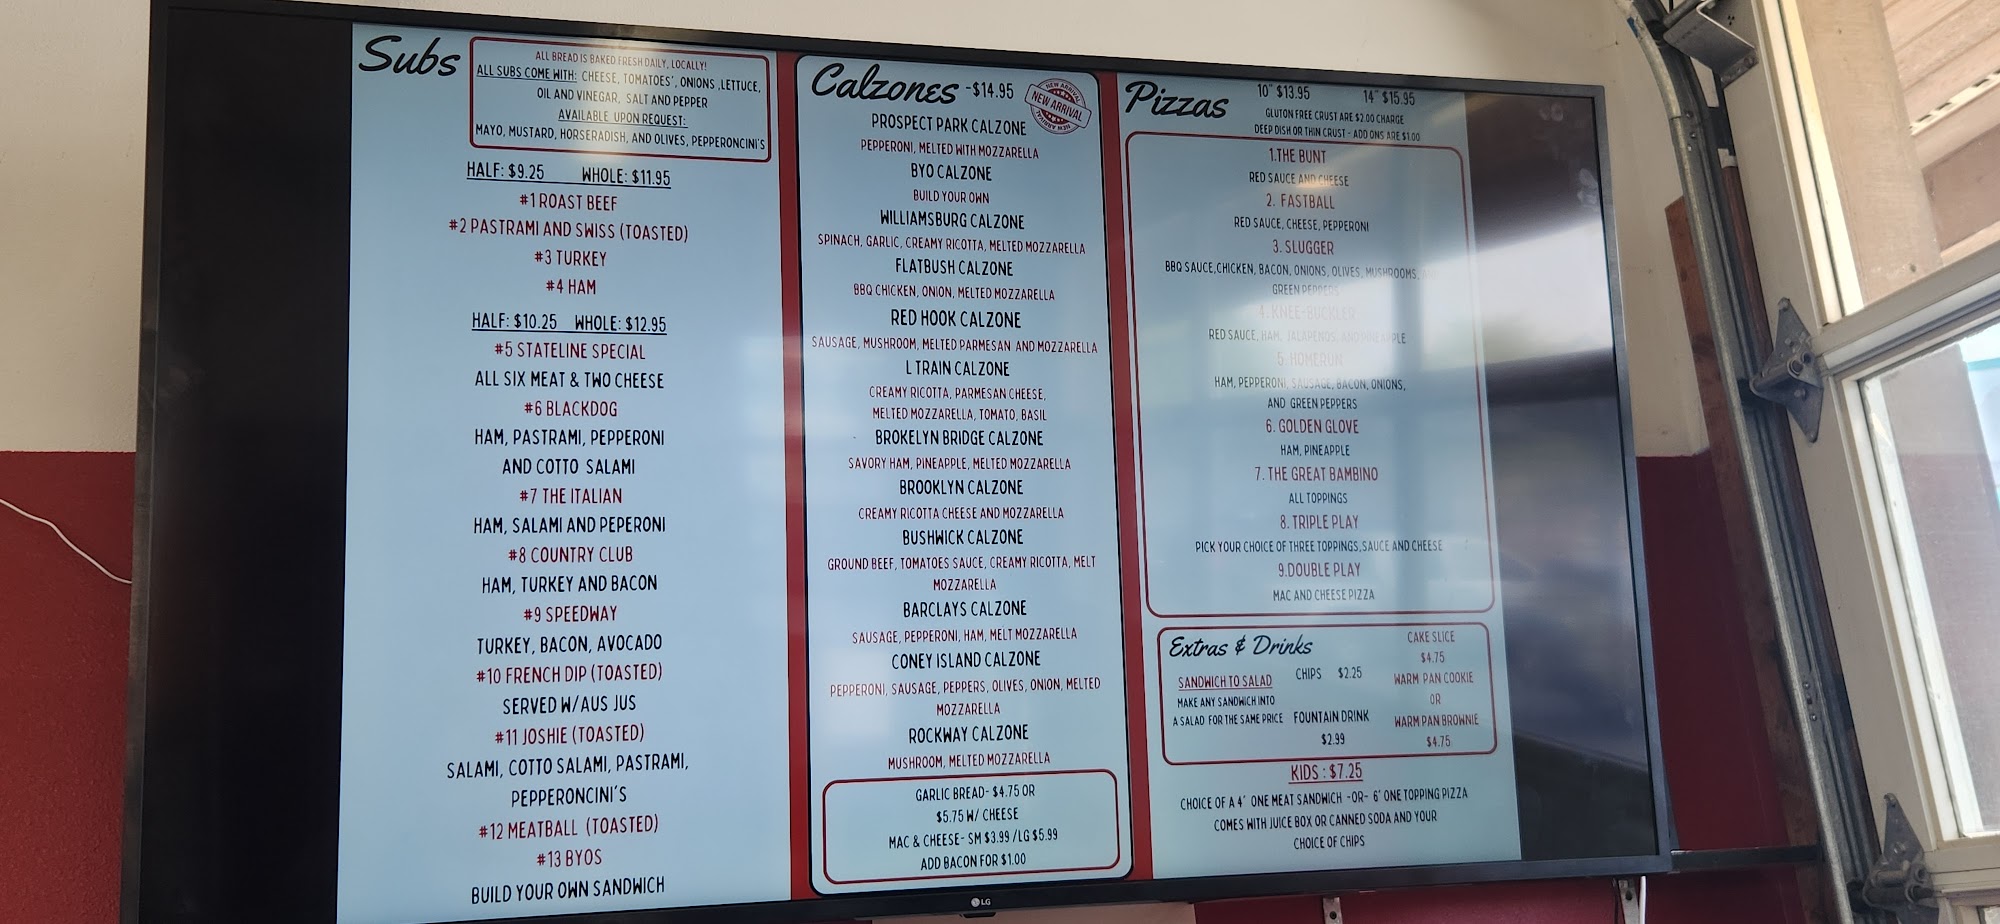 Subs
ALL BREAD IS BAKED FRESH DAILY, LOCALLY!
ALL SUBS COME WITH: CHEESE, TOMATOES', ONIONS ,LETTUCE,
OIL AND VINEGAR, SALT AND PEPPER
AVAILABLE UPON REQUEST:
MAYO, MUSTARD, HORSERADISH, AND OLIVES, PEPPERONCINI'S
HALF: $9.25 WHOLE: $11.95
#1 ROAST BEEF
#2 PASTRAMI AND SWISS (TOASTED)
#3 TURKEY
#4 HAM
HALF: $10.25 WHOLE: $12.95
#5 STATELINE SPECIAL
ALL SIX MEAT & TWO CHEESE
#6 BLACKDOG
HAM, PASTRAMI, PEPPERONI
AND COTTO SALAMI
#7 THE ITALIAN
HAM, SALAMI AND PEPERONI
#8 COUNTRY CLUB
HAM, TURKEY AND BACON
#9 SPEEDWAY
TURKEY, BACON, AVOCADO
#10 FRENCH DIP (TOASTED)
SERVED W/AUS JUS
#11 JOSHIE (TOASTED)
SALAMI, COTTO SALAMI, PASTRAMI,
PEPPERONCINI'S
#12 MEATBALL (TOASTED)
#13 BYOS
BUILD YOUR OWN SANDWICH
Calzones -$14.95
NEW ARRIVAL
NEW ARRIVAL
NEW ARRIVAL
PROSPECT PARK CALZONE
PEPPERONI, MELTED WITH MOZZARELLA
BYO CALZONE
BUILD YOUR OWN
WILLIAMSBURG CALZONE
SPINACH, GARLIC, CREAMY RICOTTA, MELTED MOZZARELLA
FLATBUSH CALZONE
BBQ CHICKEN, ONION, MELTED MOZZARELLA
RED HOOK CALZONE
SAUSAGE, MUSHROOM, MELTED PARMESAN AND MOZZARELLA
L TRAIN CALZONE
CREAMY RICOTTA, PARMESAN CHEESE,
MELTED MOZZARELLA, TOMATO, BASIL
BROKELYN BRIDGE CALZONE
SAVORY HAM, PINEAPPLE, MELTED MOZZARELLA
BROOKLYN CALZONE
CREAMY RICOTTA CHEESE AND MOZZARELLA
BUSHWICK CALZONE
GROUND BEEF, TOMATOES SAUCE, CREAMY RICOTTA, MELT
MOZZARELLA
BARCLAYS CALZONE
SAUSAGE, PEPPERONI, HAM, MELT MOZZARELLA
CONEY ISLAND CALZONE
PEPPERONI, SAUSAGE, PEPPERS, OLIVES, ONION, MELTED
MOZZARELLA
ROCKWAY CALZONE
MUSHROOM, MELTED MOZZARELLA
GARLIC BREAD- $4.75 OR
$5.75 W/ CHEESE
MAC & CHEESE- SM $3.99 /LG $5.99
ADD BACON FOR $1.00
Pizzas 10" $13.95 14" $15.95
GLUTON FREE CRUST ARE $2.00 CHARGE
DEEP DISH OR THIN CRUST - ADD ONS ARE $1.00
1.THE BUNT
RED SAUCE AND CHEESE
2. FASTBALL
RED SAUCE, CHEESE, PEPPERONI
3. SLUGGER
BBQ SAUCE,CHICKEN, BACON, ONIONS, OLIVES, MUSHROOMS,
GREEN PEPPERS
4. KNEE-BUCKLER
RED SAUCE, HAM, JALAPENOS, AND PINEAPPLE
5. HOMERUN
HAM, PEPPERONI, SAUSAGE, BACON, ONIONS,
AND GREEN PEPPERS
6. GOLDEN GLOVE
HAM, PINEAPPLE
7. THE GREAT BAMBINO
ALL TOPPINGS
8. TRIPLE PLAY
PICK YOUR CHOICE OF THREE TOPPINGS,SAUCE AND CHEESE
9.DOUBLE PLAY
MAC AND CHEESE PIZZA
Extras & Drinks
SANDWICH TO SALAD
MAKE ANY SANDWICH INTO
A SALAD FOR THE SAME PRICE
CHIPS $2.25
FOUNTAIN DRINK
$2.99
CAKE SLICE
$4.75
WARM PAN COOKIE
OR
WARM PAN BROWNIE
$4.75
KIDS : $7.25
CHOICE OF A 4' ONE MEAT SANDWICH -OR- 6' ONE TOPPING PIZZA
COMES WITH JUICE BOX OR CANNED SODA AND YOUR
CHOICE OF CHIPS
LG